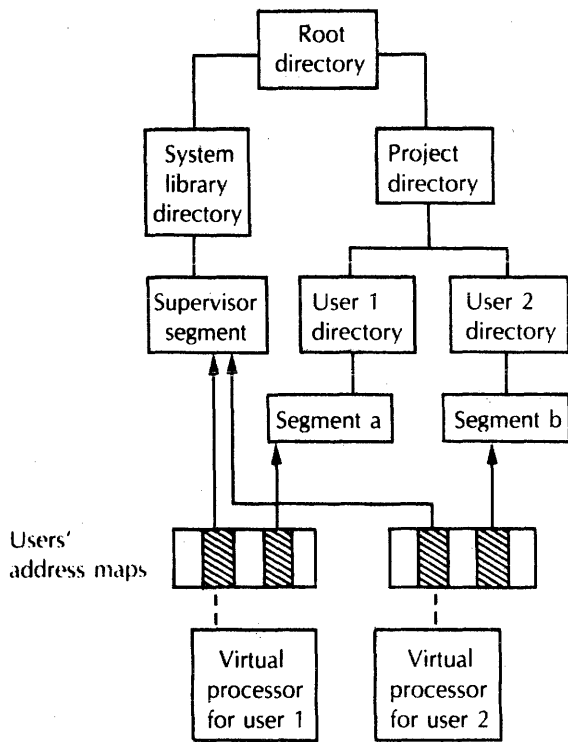 Root
directory
System
library
directory
Project
directory
Supervisor
segment
User 1
directory
User 2
directory
Segment a
Segment b
Users'
address maps
Virtual
processor
for user 1
Virtual
processor
for user 2